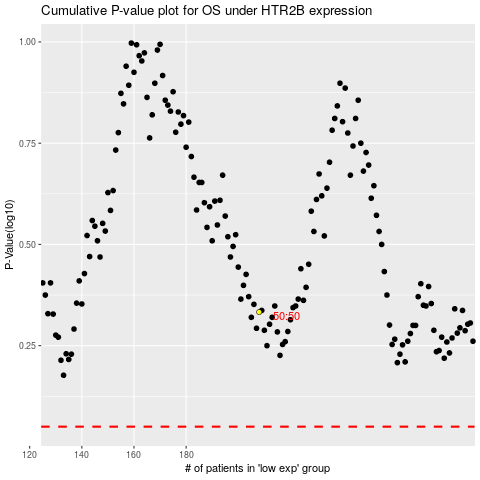 Cumulative P-value plot for OS under HTR2B expression
1.00
0.75
0.50
0.25
P-Value(log10)
50:50
120 140 160 180
# of patients in 'low exp' group